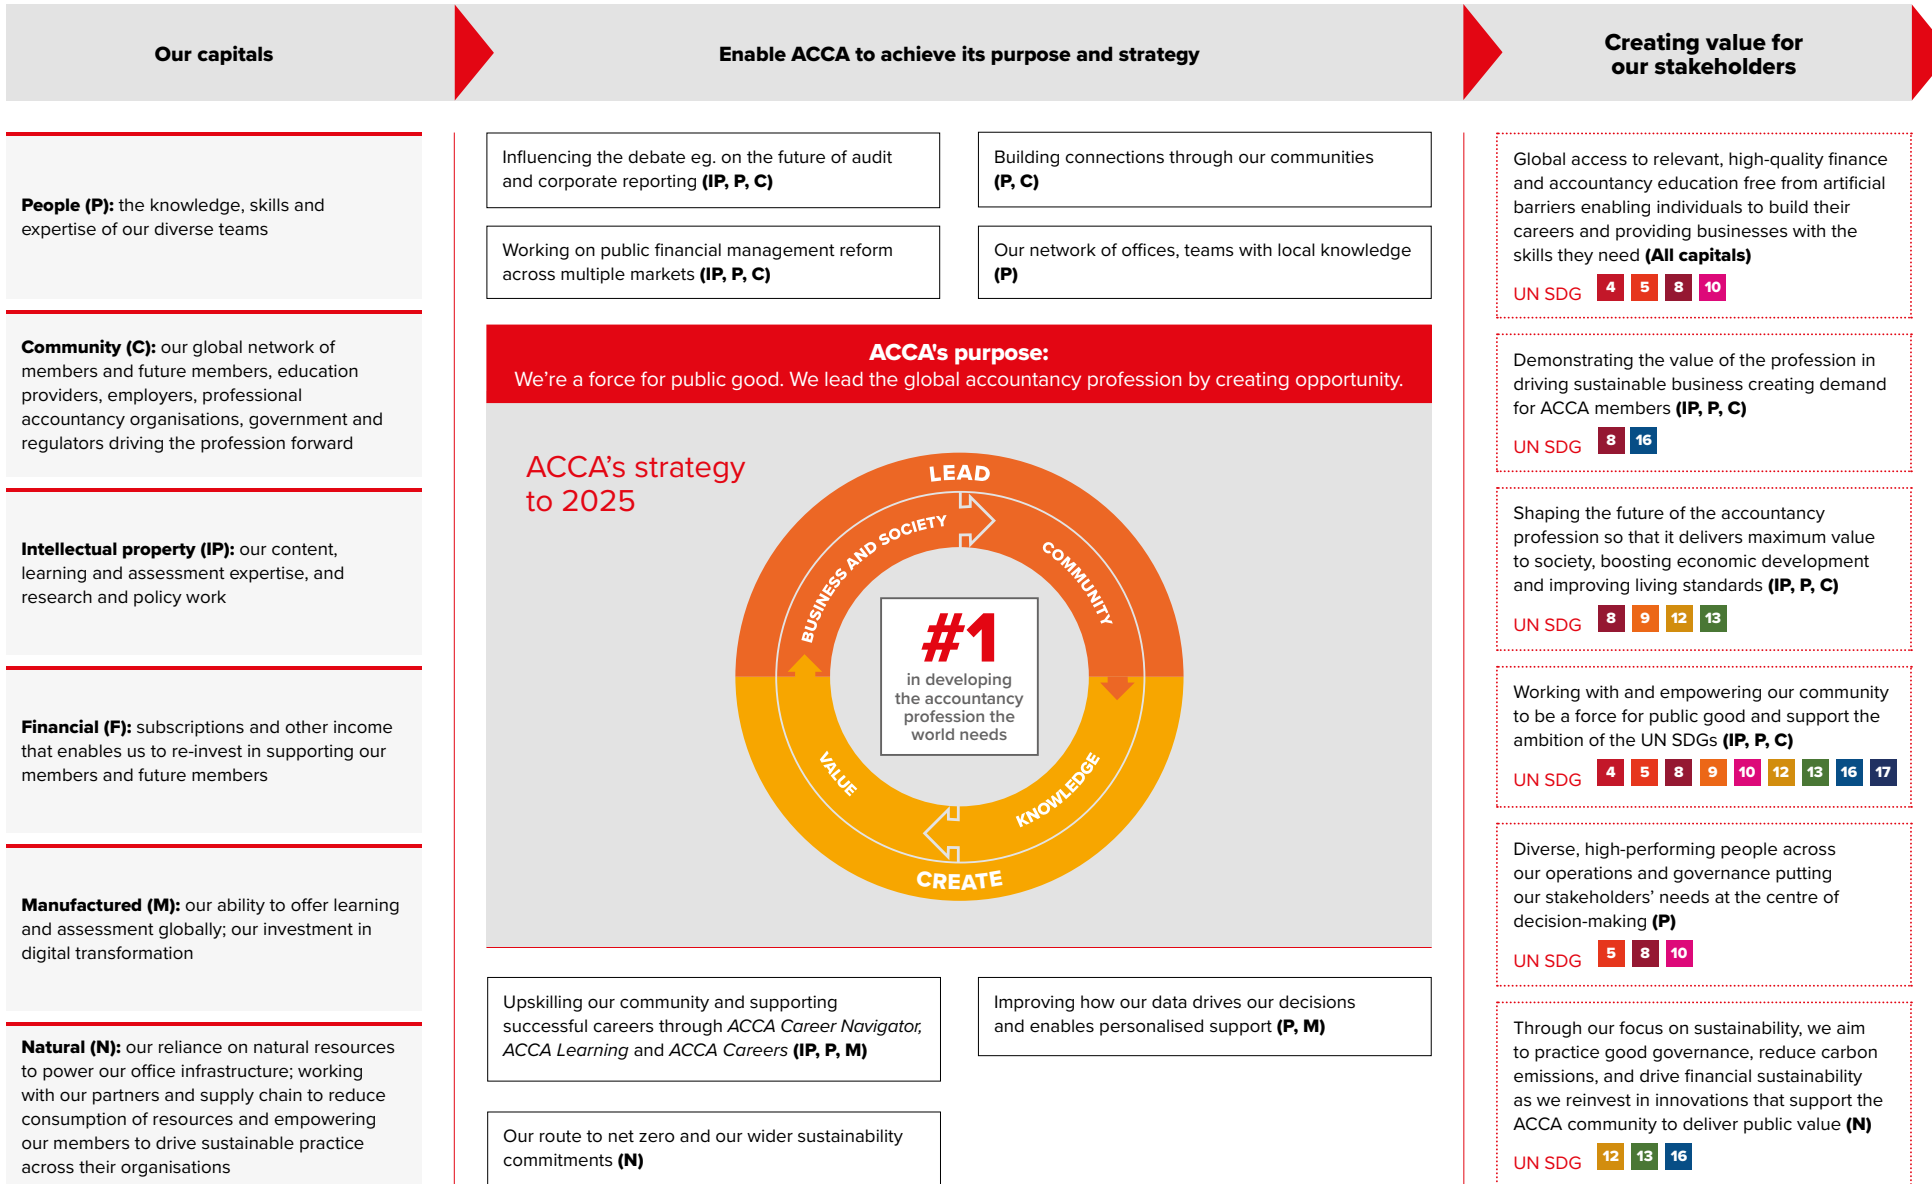 Our capitals
Enable ACCA to achieve its purpose and strategy
Creating value for
our stakeholders
People (P): the knowledge, skills and
expertise of our diverse teams
Community (C): our global network of
members and future members, education
providers, employers, professional
accountancy organisations, government and
regulators driving the profession forward
Intellectual property (IP): our content,
learning and assessment expertise, and
research and policy work
Financial (F): subscriptions and other income
that enables us to re-invest in supporting our
members and future members
Manufactured (M): our ability to offer learning
and assessment globally; our investment in
digital transformation
Natural (N): our reliance on natural resources
to power our office infrastructure; working
with our partners and supply chain to reduce
consumption of resources and empowering
our members to drive sustainable practice
across their organisations
Influencing the debate eg. on the future of audit
and corporate reporting (IP, P, C)
Building connections through our communities
(P, C)
Working on public financial management reform
across multiple markets (IP, P, C)
Our network of offices, teams with local knowledge
(P)
ACCA's purpose:
We’re a force for public good. We lead the global accountancy profession by creating opportunity.
ACCA’s strategy
to 2025
LEAD
BUSINESS AND SOCIETY
COMMUNITY
#1
in developing
the accountancy
profession the
world needs
VALUE
KNOWLEDGE
CREATE
Upskilling our community and supporting
successful careers through ACCA Career Navigator,
ACCA Learning and ACCA Careers (IP, P, M)
Improving how our data drives our decisions
and enables personalised support (P, M)
Our route to net zero and our wider sustainability
commitments (N)
Global access to relevant, high-quality finance
and accountancy education free from artificial
barriers enabling individuals to build their
careers and providing businesses with the
skills they need (All capitals)
UN SDG 4 5 8 10
Demonstrating the value of the profession in
driving sustainable business creating demand
for ACCA members (IP, P, C)
UN SDG 8 16
Shaping the future of the accountancy
profession so that it delivers maximum value
to society, boosting economic development
and improving living standards (IP, P, C)
UN SDG 8 9 12 13
Working with and empowering our community
to be a force for public good and support the
ambition of the UN SDGs (IP, P, C)
UN SDG 4 5 8 9 10 12 13 16 17
Diverse, high-performing people across
our operations and governance putting
our stakeholders’ needs at the centre of
decision-making (P)
UN SDG 5 8 10
Through our focus on sustainability, we aim
to practice good governance, reduce carbon
emissions, and drive financial sustainability
as we reinvest in innovations that support the
ACCA community to deliver public value (N)
UN SDG 12 13 16